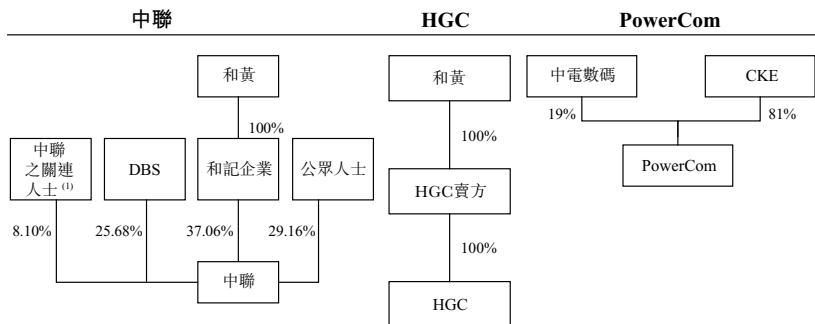 中聯 HGC PowerCom
和黃 和黃 中電數碼 CKE
100% 19% 81%
100%
中聯之關連人士 (1) DBS 和記企業 公眾人士 PowerCom
HGC賣方
8.10% 25.68% 37.06% 29.16%
100%
中聯 HGC